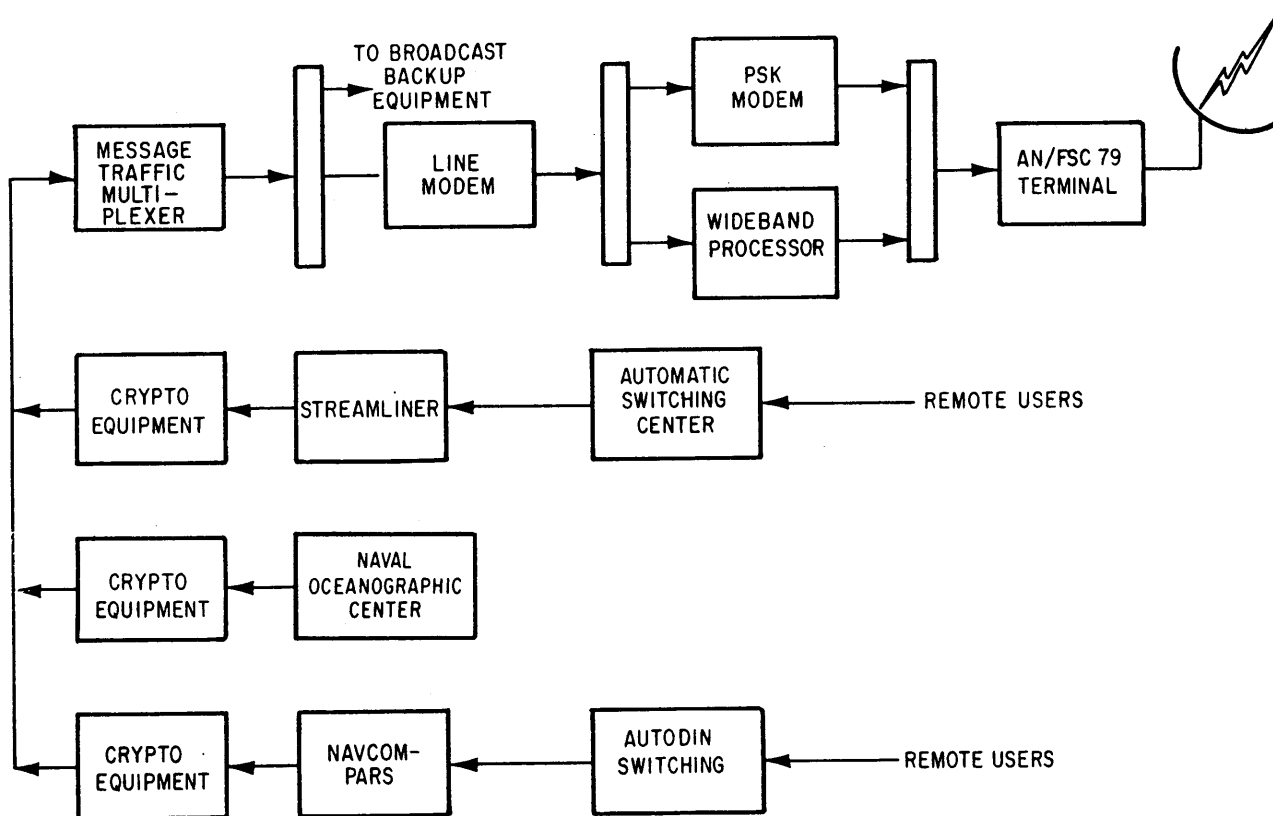 TO BROADCAST
BACKUP
EQUIPMENT
MESSAGE
TRAFFIC
MULTI-
PLEXER
LINE
MODEM
PSK
MODEM
WIDEBAND
PROCESSOR
AN/FSC 79
TERMINAL
CRYPTO
EQUIPMENT
STREAMLINER
AUTOMATIC
SWITCHING
CENTER
REMOTE USERS
CRYPTO
EQUIPMENT
NAVAL
OCEANOGRAPHIC
CENTER
CRYPTO
EQUIPMENT
NAVCOM-
PARS
AUTODIN
SWITCHING
REMOTE USERS